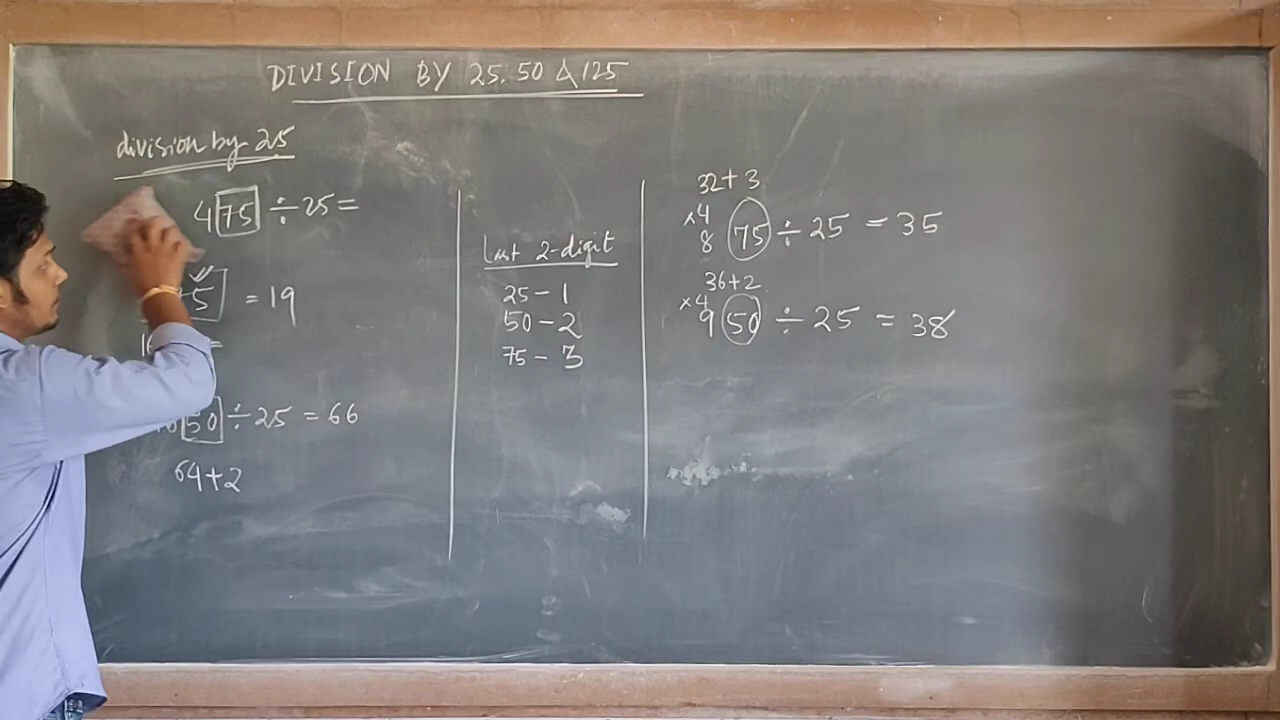 DIVISION BY 25. 50 & 125
division by 25
475 ÷ 25 =
5 = 19
16 =
50 ÷ 25 = 66
64+2
Last 2-digit
25 - 1
50 - 2
75 - 3
32+3
×4
8 75 ÷ 25 = 35
36+2
×4
9 50 ÷ 25 = 38